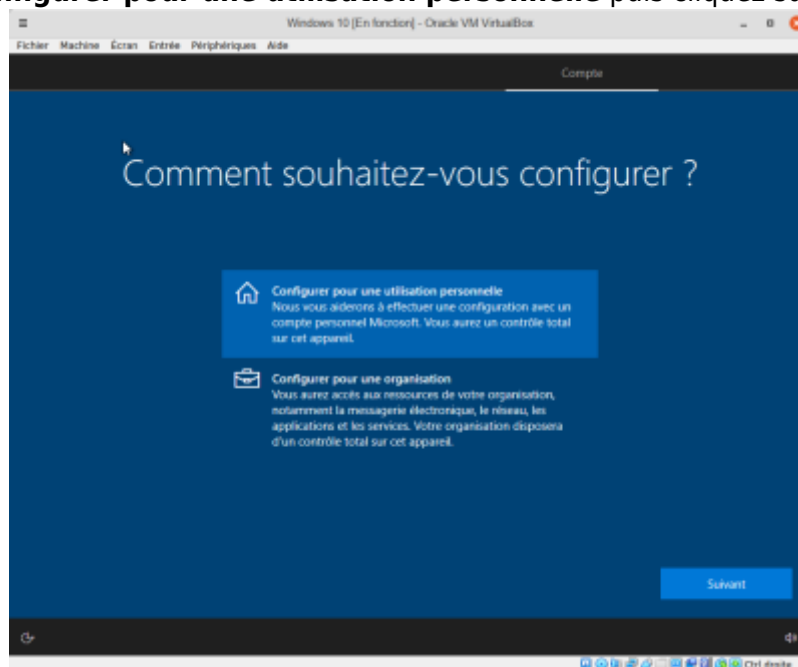 configurer pour une utilisation personnelle puis cliquez
Windows 10 [En fonction] - Oracle VM VirtualBox
Fichier Machine Écran Entrée Périphériques Aide
Compte
Comment souhaitez-vous configurer ?
Configurer pour une utilisation personnelle
Nous vous aiderons à effectuer une configuration avec un
compte personnel Microsoft. Vous aurez un contrôle total
sur cet appareil.
Configurer pour une organisation
Vous aurez accès aux ressources de votre organisation,
notamment la messagerie électronique, le réseau, les
applications et les services. Votre organisation disposera
d'un contrôle total sur cet appareil.
Suivant
Ctrl droite